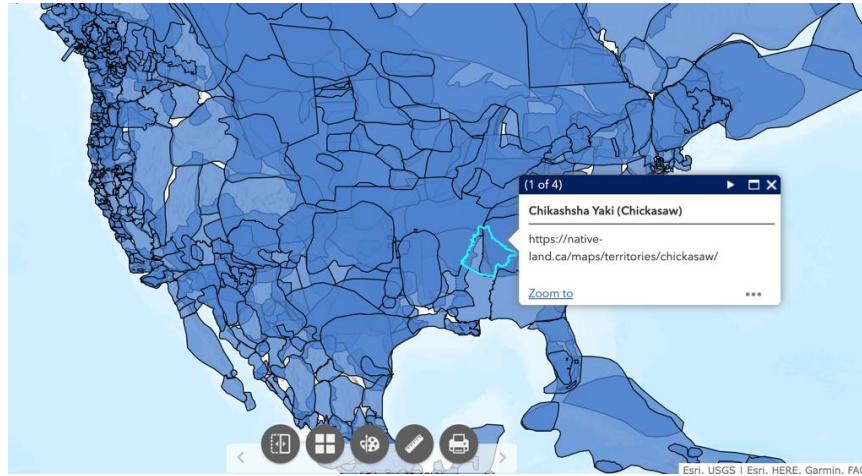 (1 of 4)
Chikashsha Yaki (Chickasaw)
https://native-
land.ca/maps/territories/chickasaw/
Zoom to
Esri, USGS | Esri, HERE, Garmin, FAO